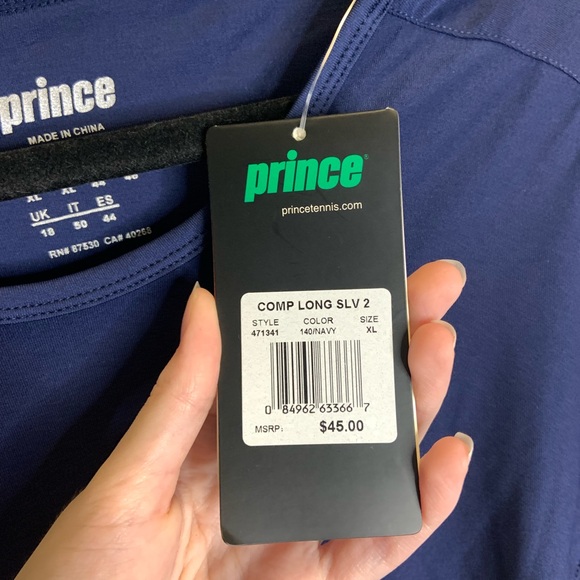 prince
MADE IN CHINA
XL XL 44
UK IT ES
18 50 44
RN# 87530 CA# 40268
prince®
princetennis.com
COMP LONG SLV 2
STYLE COLOR SIZE
471341 140/NAVY XL
0 84962 63366 7
MSRP: $45.00